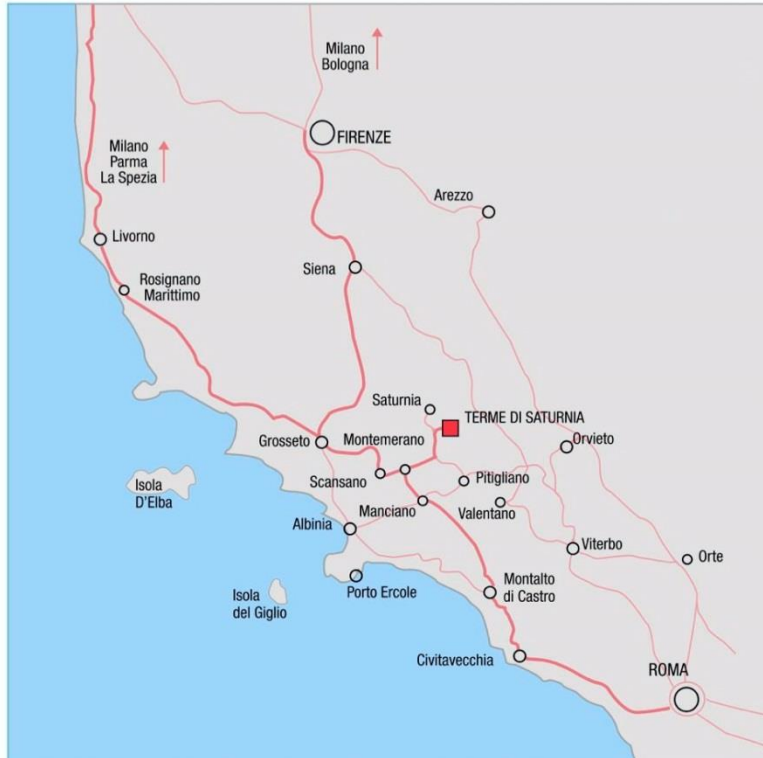 Milano
Bologna
FIRENZE
Milano
Parma
La Spezia
Arezzo
Livorno
Siena
Rosignano
Marittimo
Saturnia
TERME DI SATURNIA
Grosseto
Montemerano
Orvieto
Scansano
Pitigliano
Isola
D'Elba
Manciano
Valentano
Albinia
Viterbo
Orte
Isola
del Giglio
Porto Ercole
Montalto
di Castro
Civitavecchia
ROMA